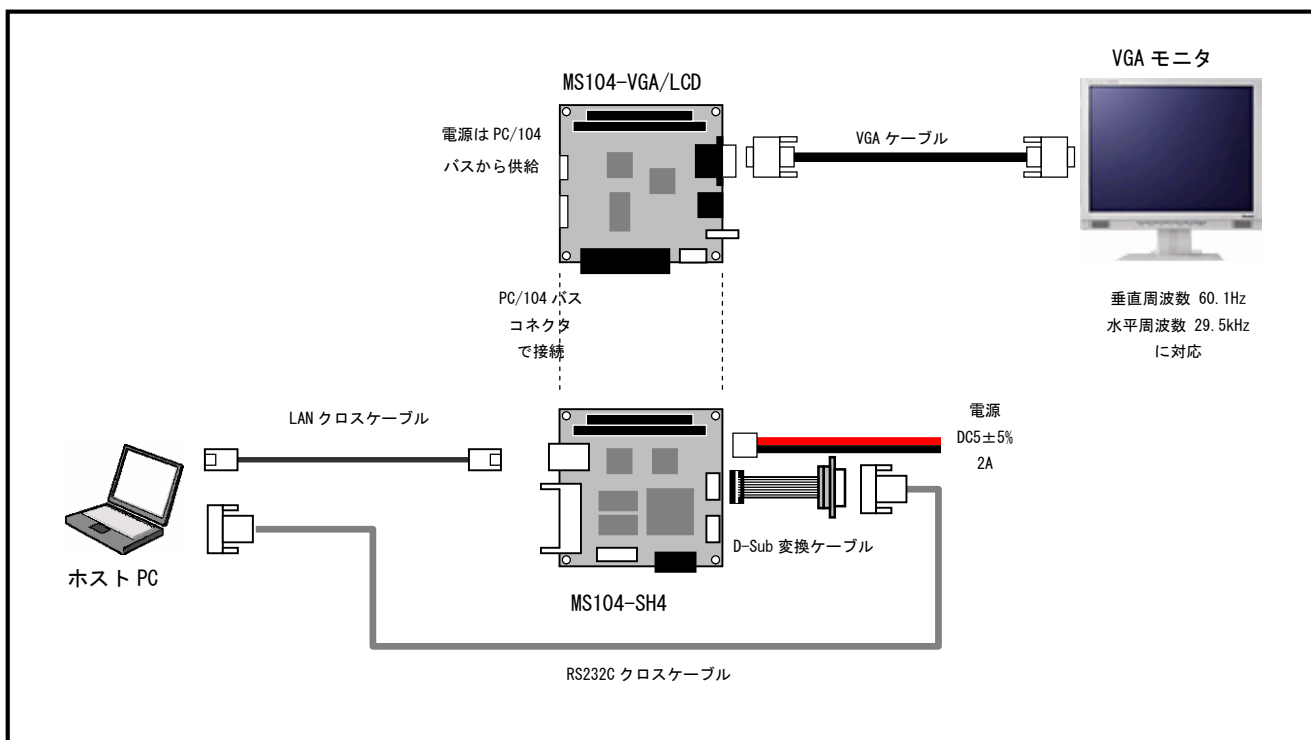 VGA モニタ
MS104-VGA/LCD
電源は PC/104
バスから供給
VGA ケーブル
PC/104 バス
コネクタ
で接続
垂直周波数 60.1Hz
水平周波数 29.5kHz
に対応
LAN クロスケーブル
電源
DC5±5%
2A
D-Sub 変換ケーブル
ホスト PC
MS104-SH4
RS232C クロスケーブル